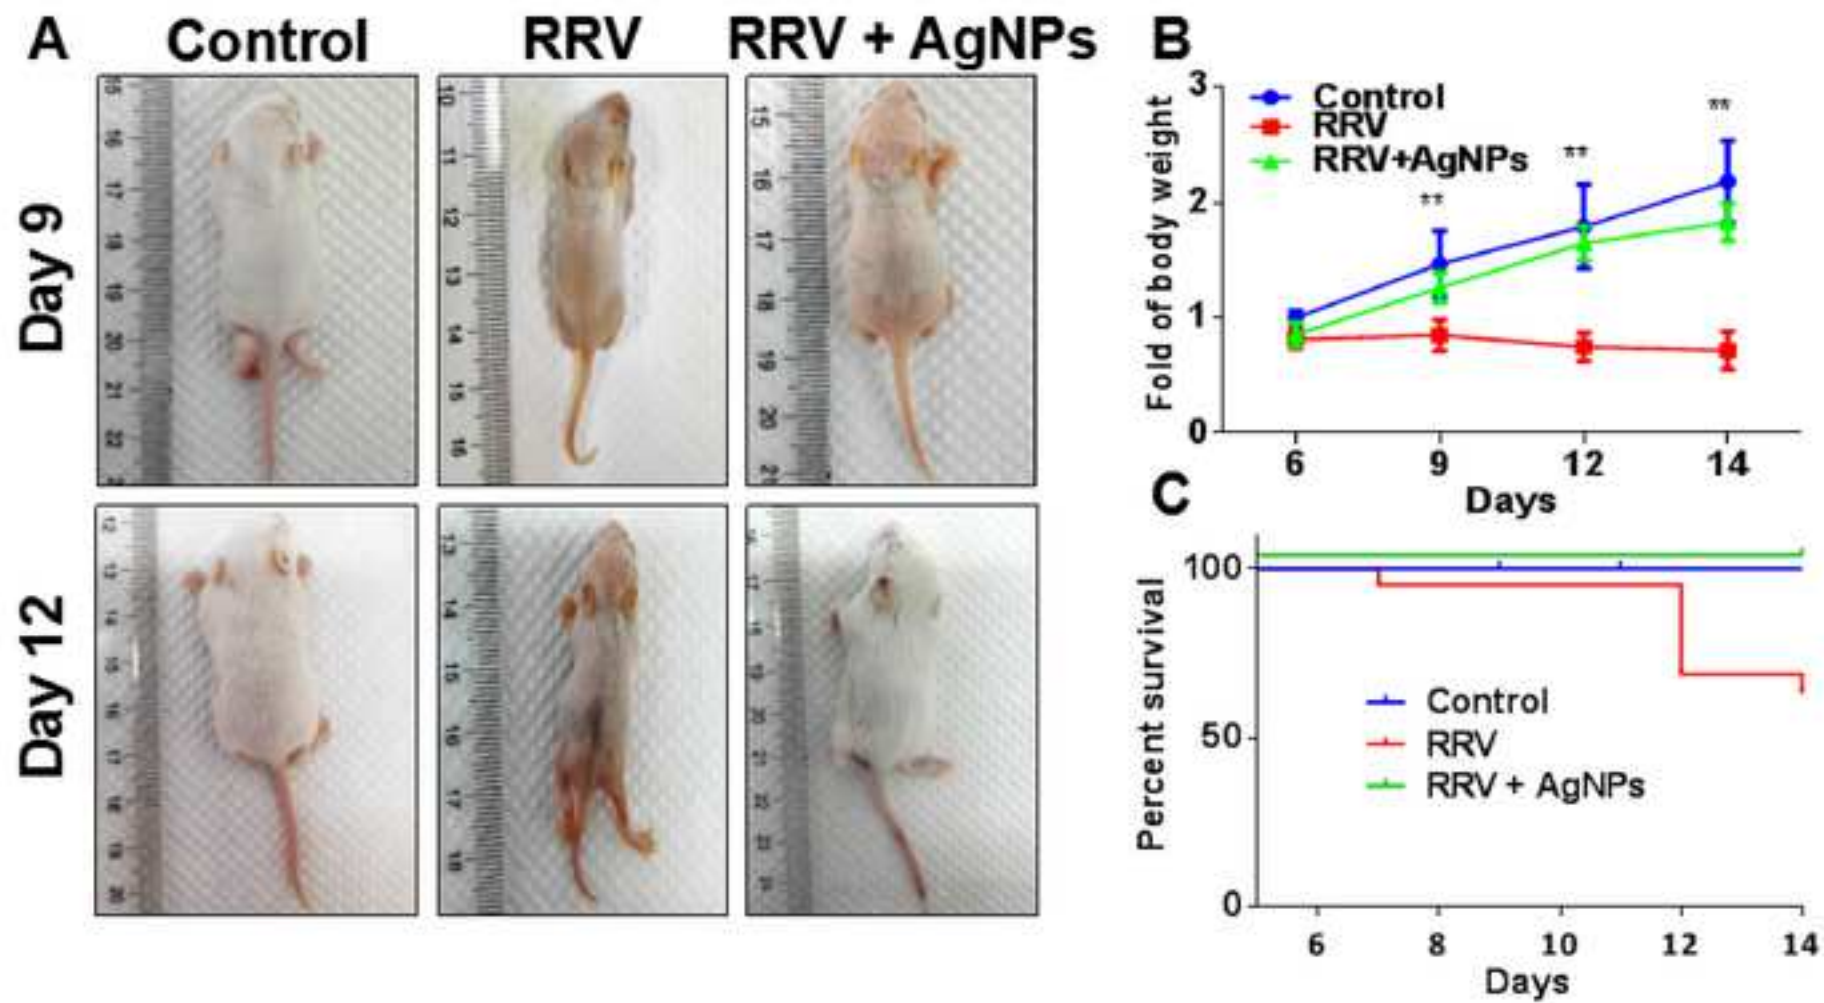 A Control RRV RRV + AgNPs
Day 9
Day 12
B
3
2
1
0
Fold of body weight
Control
RRV
RRV+AgNPs
**
**
**
6 9 12 14
Days
C
100
50
0
Percent survival
Control
RRV
RRV + AgNPs
6 8 10 12 14
Days